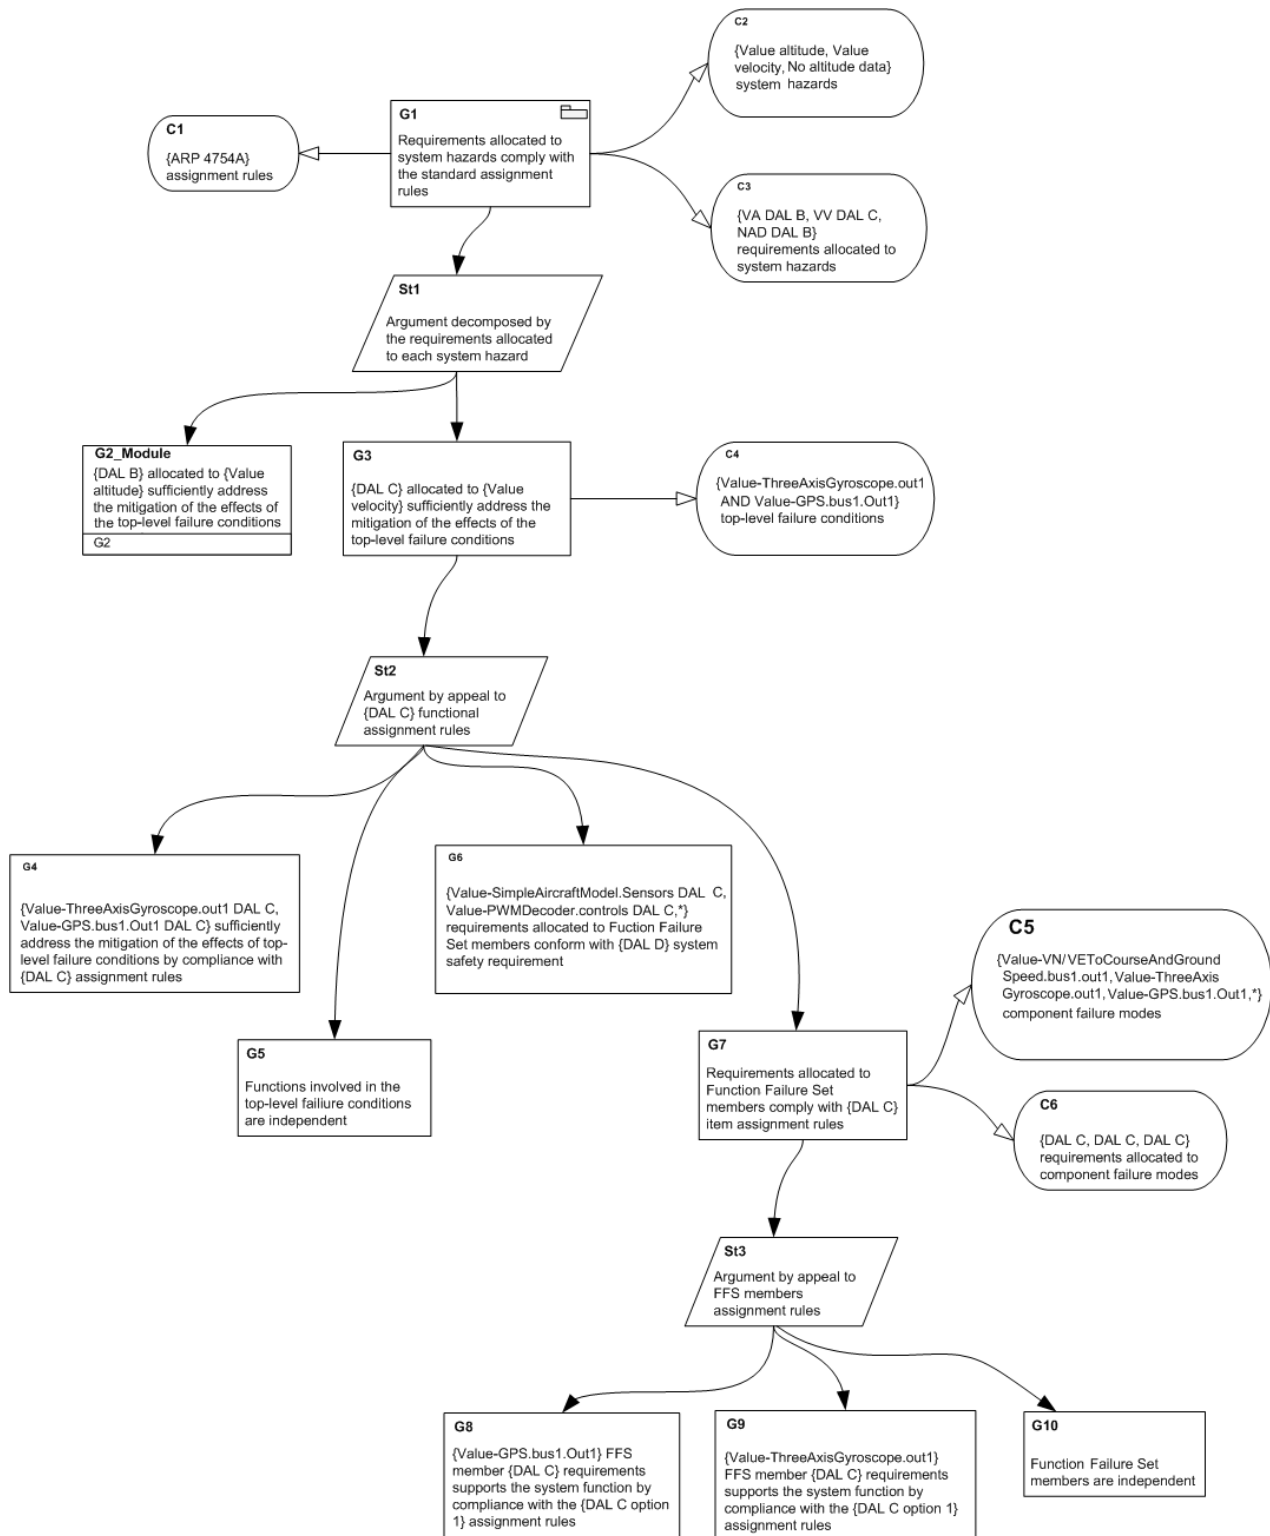 C2
{Value altitude, Value
velocity, No altitude data}
system hazards
G1
Requirements allocated to
system hazards comply with
the standard assignment
rules
C1
{ARP 4754A}
assignment rules
C3
{VA DAL B, VV DAL C,
NAD DAL B}
requirements allocated to
system hazards
St1
Argument decomposed by
the requirements allocated
to each system hazard
G2_Module
{DAL B} allocated to {Value
altitude} sufficiently address
the mitigation of the effects of
the top-level failure conditions
G2
G3
{DAL C} allocated to {Value
velocity} sufficiently address the
mitigation of the effects of the
top-level failure conditions
C4
{Value-ThreeAxisGyroscope.out1
AND Value-GPS.bus1.Out1}
top-level failure conditions
St2
Argument by appeal to
{DAL C} functional
assignment rules
G4
{Value-ThreeAxisGyroscope.out1 DAL C,
Value-GPS.bus1.Out1 DAL C} sufficiently
address the mitigation of the effects of top-
level failure conditions by compliance with
{DAL C} assignment rules
G6
{Value-SimpleAircraftModel.Sensors DAL C,
Value-PWMDecoder.controls DAL C,*}
requirements allocated to Fuction Failure
Set members conform with {DAL D} system
safety requirement
G5
Functions involved in the
top-level failiure conditions
are independent
C5
{Value-VN/VEToCourseAndGround
Speed.bus1.out1, Value-ThreeAxis
Gyroscope.out1, Value-GPS.bus1.Out1,*}
component failure modes
G7
Requirements allocated to
Function Failure Set
members comply with {DAL C}
item assignment rules
C6
{DAL C, DAL C, DAL C}
requirements allocated to
component failure modes
St3
Argument by appeal to
FFS members
assignment rules
G8
{Value-GPS.bus1.Out1} FFS
member {DAL C} requirements
supports the system function by
compliance with the {DAL C option
1} assignment rules
G9
{Value-ThreeAxisGyroscope.out1}
FFS member {DAL C} requirements
supports the system function by
compliance with the {DAL C option 1}
assignment rules
G10
Function Failure Set
members are independent